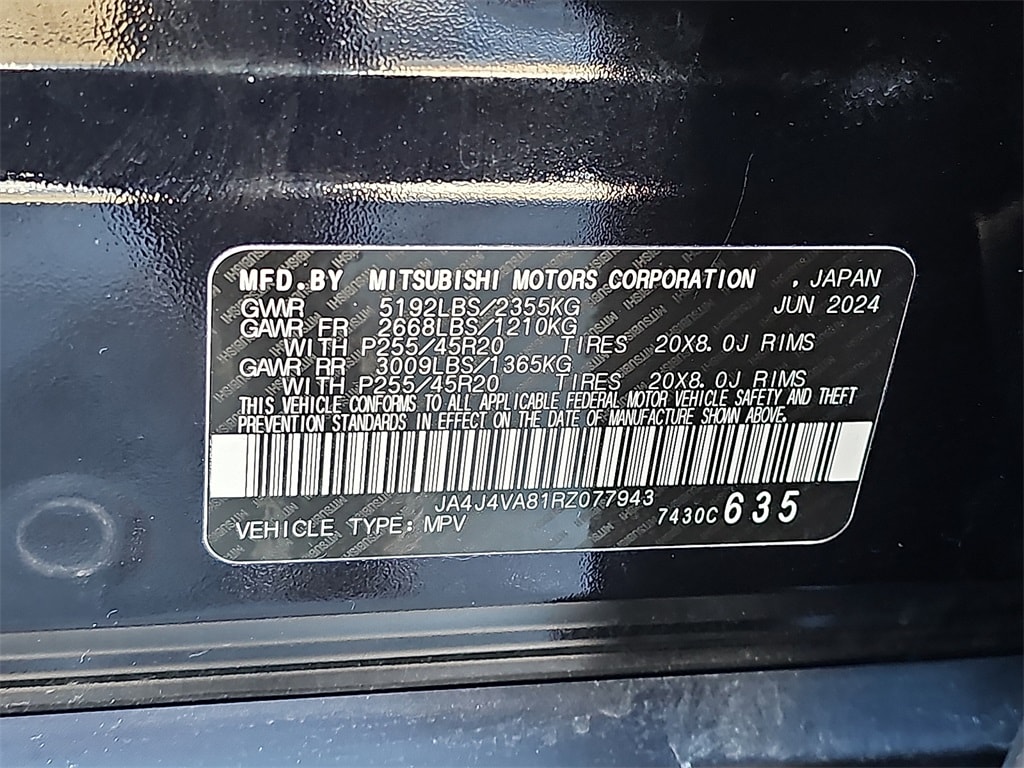 MFD.BY MITSUBISHI MOTORS CORPORATION . JAPAN
GVWR 5192LBS/2355KG JUN 2024
GAWR FR 2668LBS/1210KG
WITH P255/45R20 TIRES 20X8.0J RIMS
GAWR RR 3009LBS/1365KG
WITH P255/45R20 TIRES 20X8.0J RIMS
THIS VEHICLE CONFORMS TO ALL APPLICABLE FEDERAL MOTOR VEHICLE SAFETY AND THEFT
PREVENTION STANDARDS IN EFFECT ON THE DATE OF MANUFACTURE SHOWN ABOVE.
JA4J4VA81RZ077943
VEHICLE TYPE: MPV 7430C 635